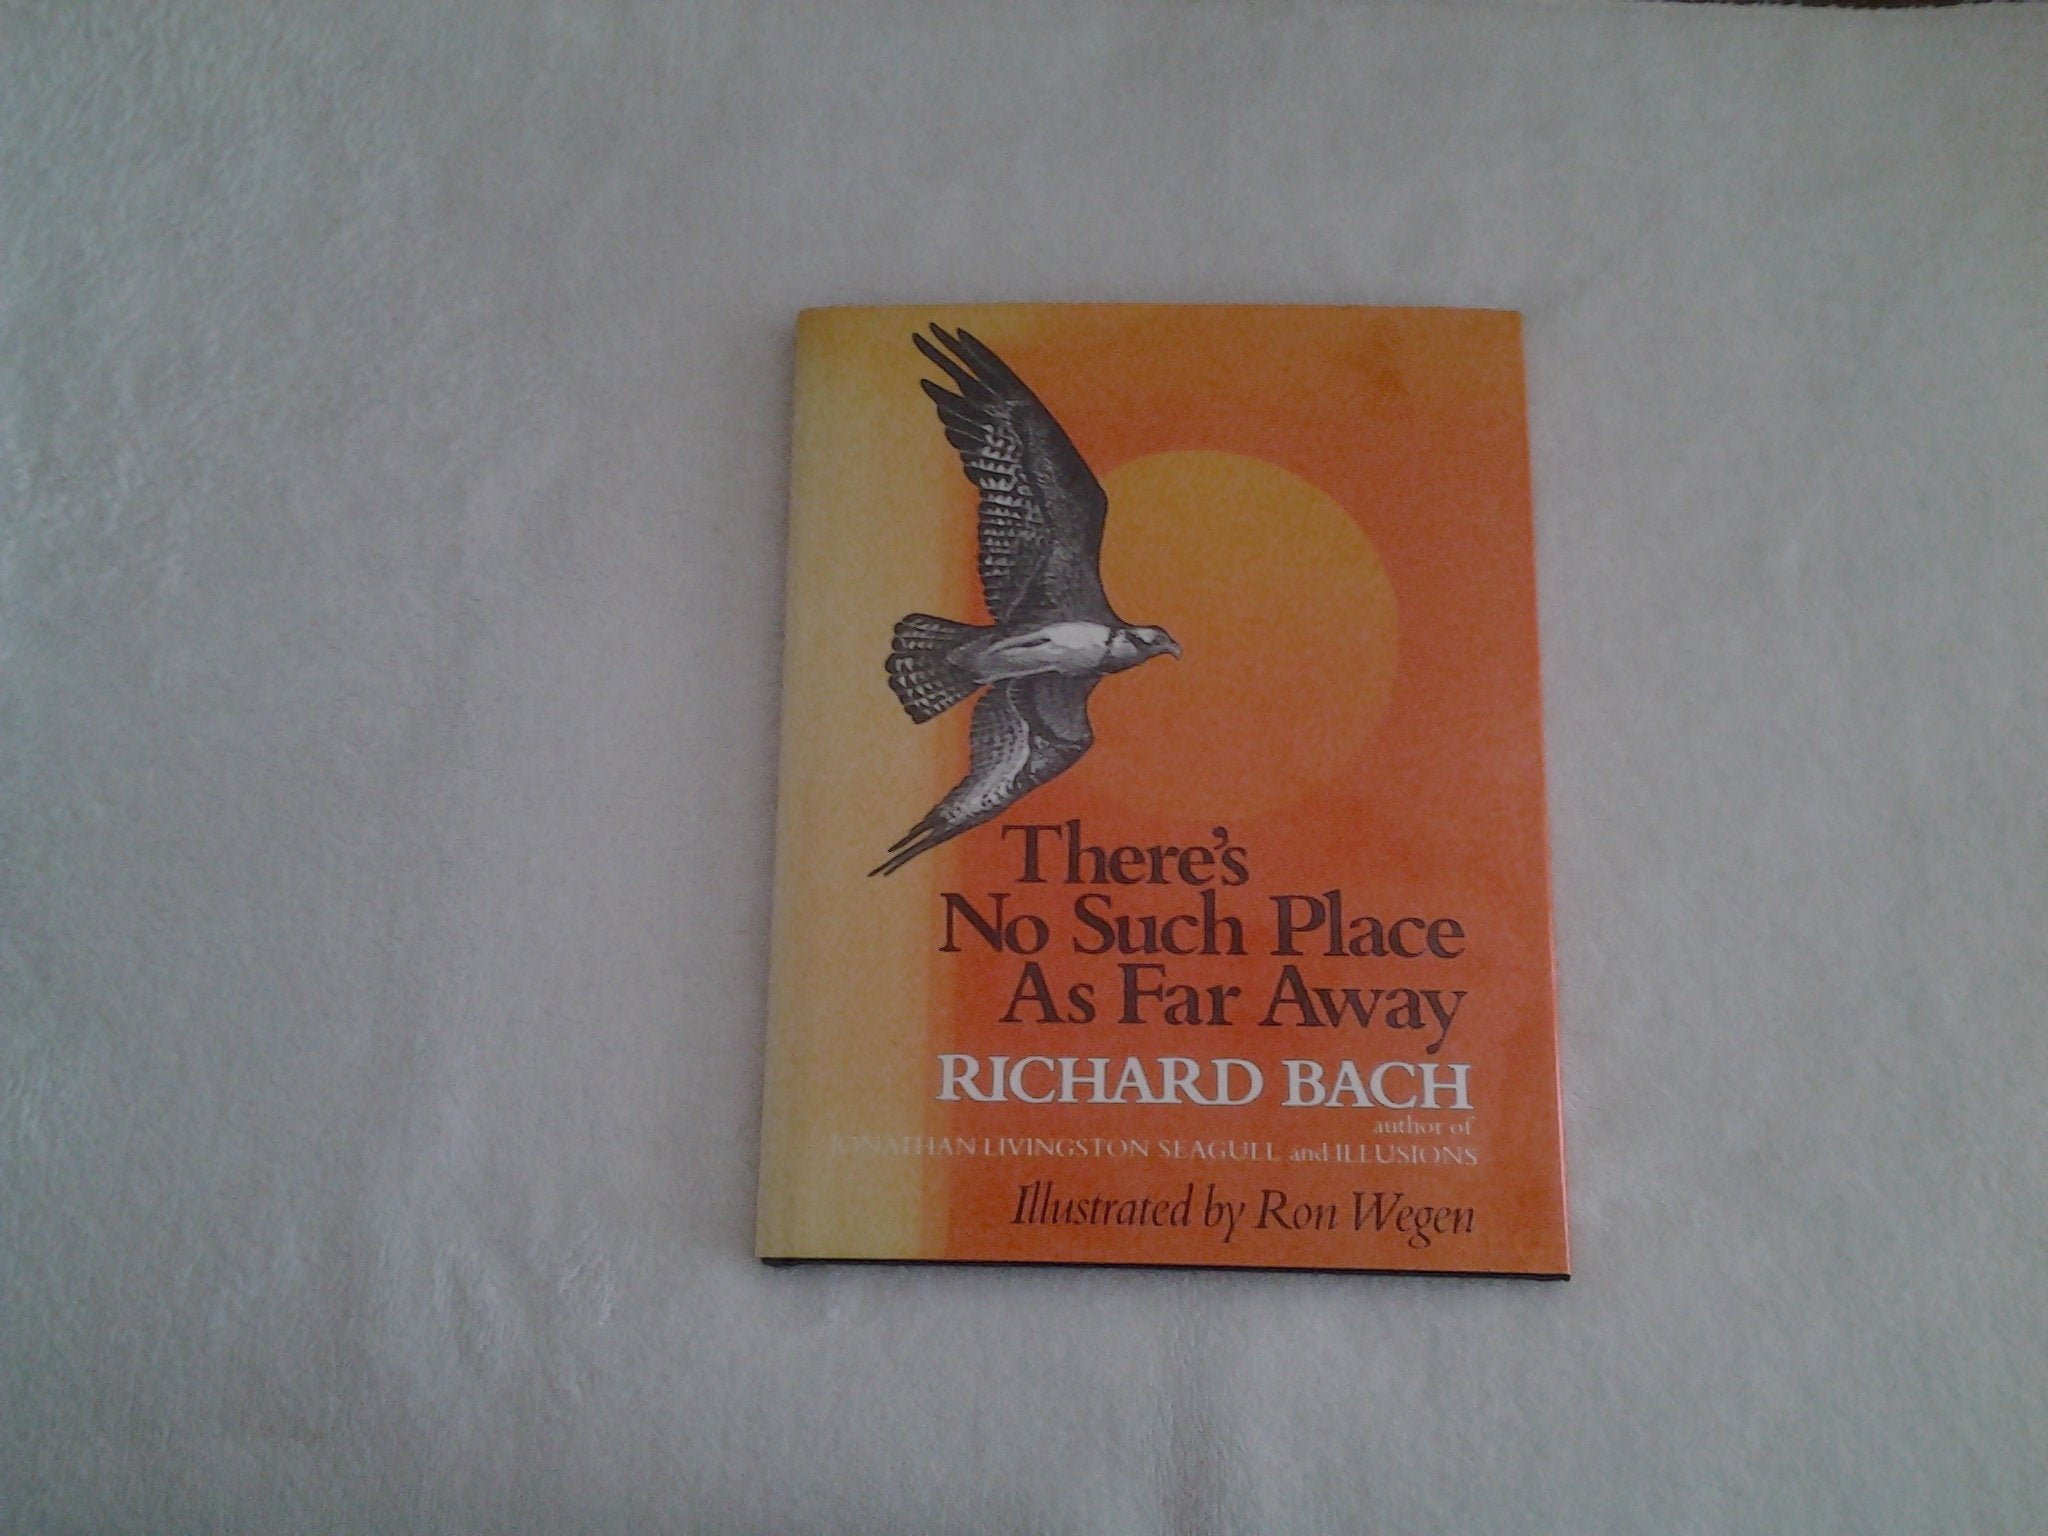 There's
No Such Place
As Far Away
RICHARD BACH
author of
JONATHAN LIVINGSTON SEAGULL and ILLUSIONS
Illustrated by Ron Wegen